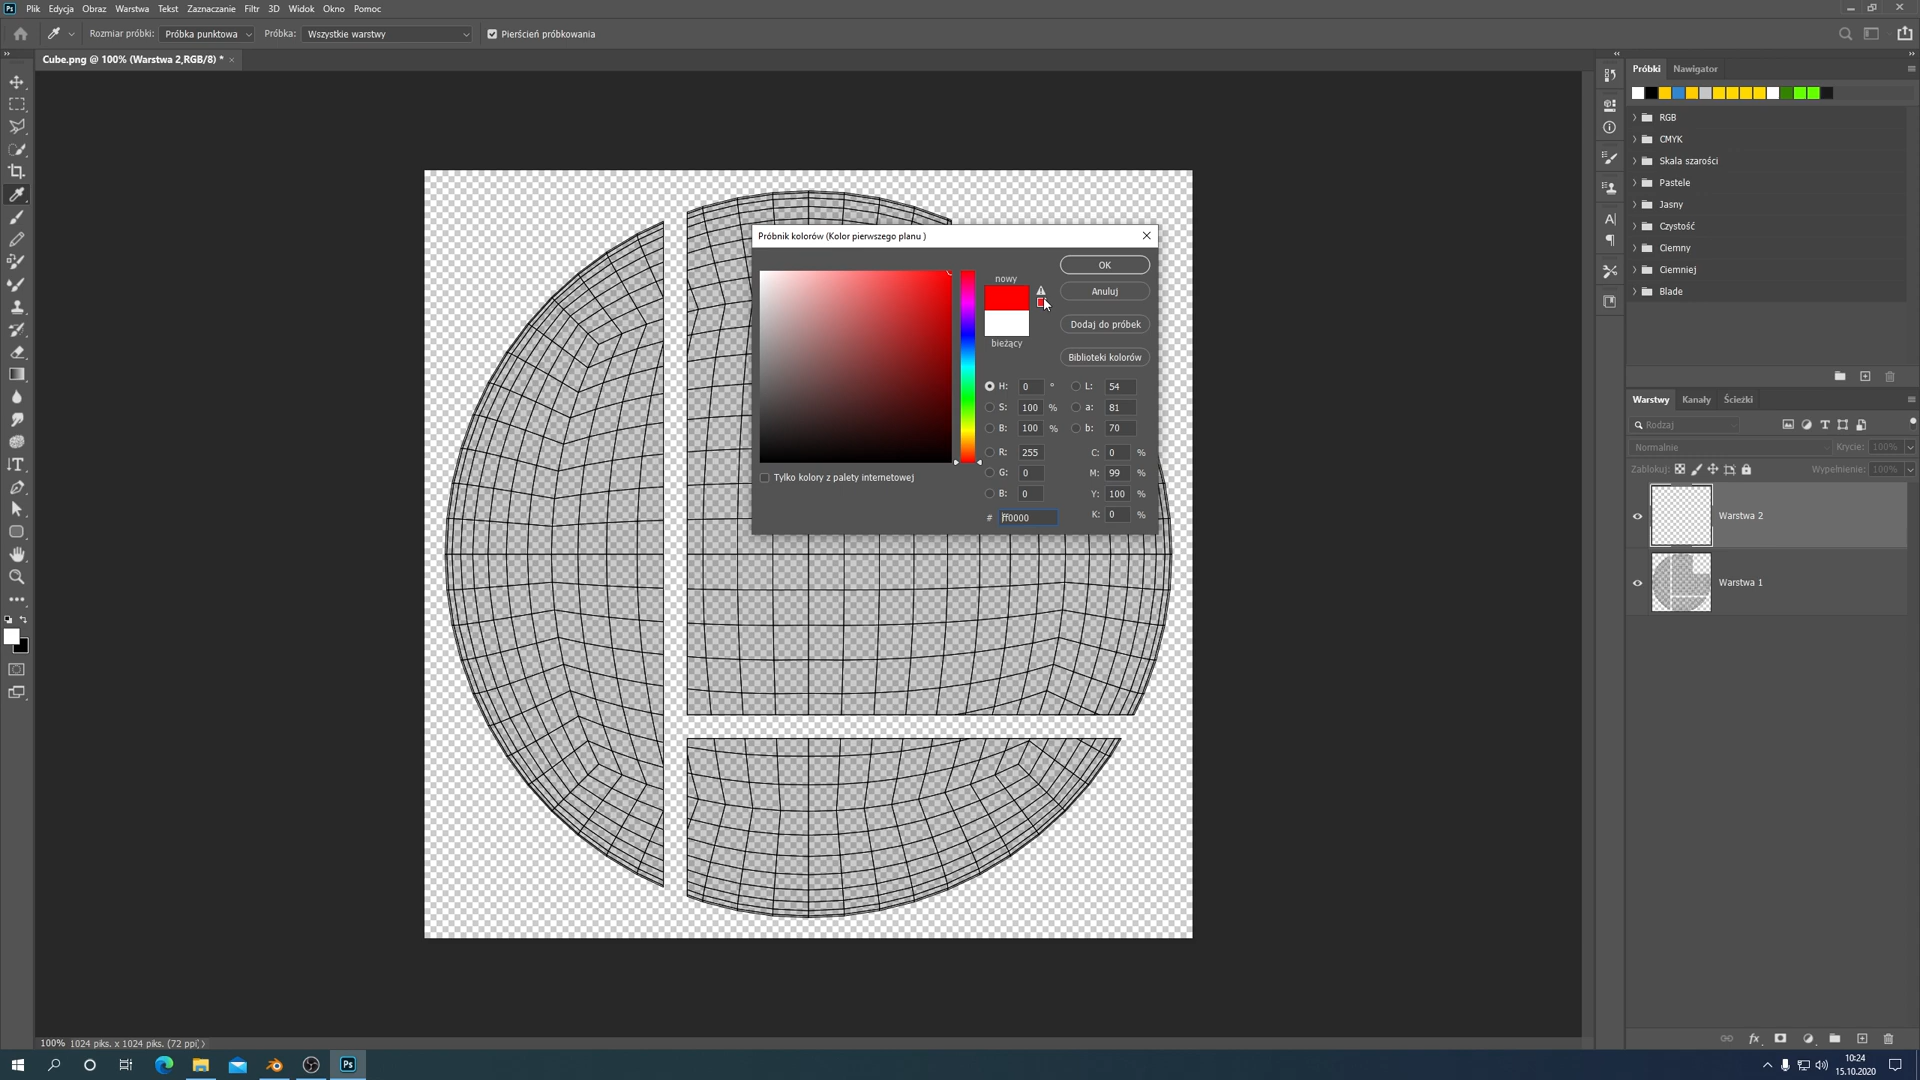 Ps Plik Edycja Obraz Warstwa Tekst Zaznaczanie Filtr 3D Widok Okno Pomoc
Rozmiar próbki: Próbka punktowa Próbka: Wszystkie warstwy Pierścień próbkowania
Cube.png @ 100% (Warstwa 2,RGB/8) * ×
Próbki Nawigator
RGB
CMYK
Skala szarości
Pastele
Jasny
Czystość
Ciemny
Ciemniej
Blade
Próbnik kolorów (Kolor pierwszego planu )
nowy
bieżący
OK
Anuluj
Dodaj do próbek
Biblioteki kolorów
H: 0 ° L: 54
S: 100 % a: 81
B: 100 % b: 70
R: 255 C: 0 %
G: 0 M: 99 %
B: 0 Y: 100 %
# ff0000 K: 0 %
Tylko kolory z palety internetowej
Warstwy Kanały Ścieżki
Rodzaj
Normalnie Krycie: 100%
Zablokuj: Wypełnienie: 100%
Warstwa 2
Warstwa 1
fx
100% 1024 piks. x 1024 piks. (72 ppi)
Ps
10:24
15.10.2020